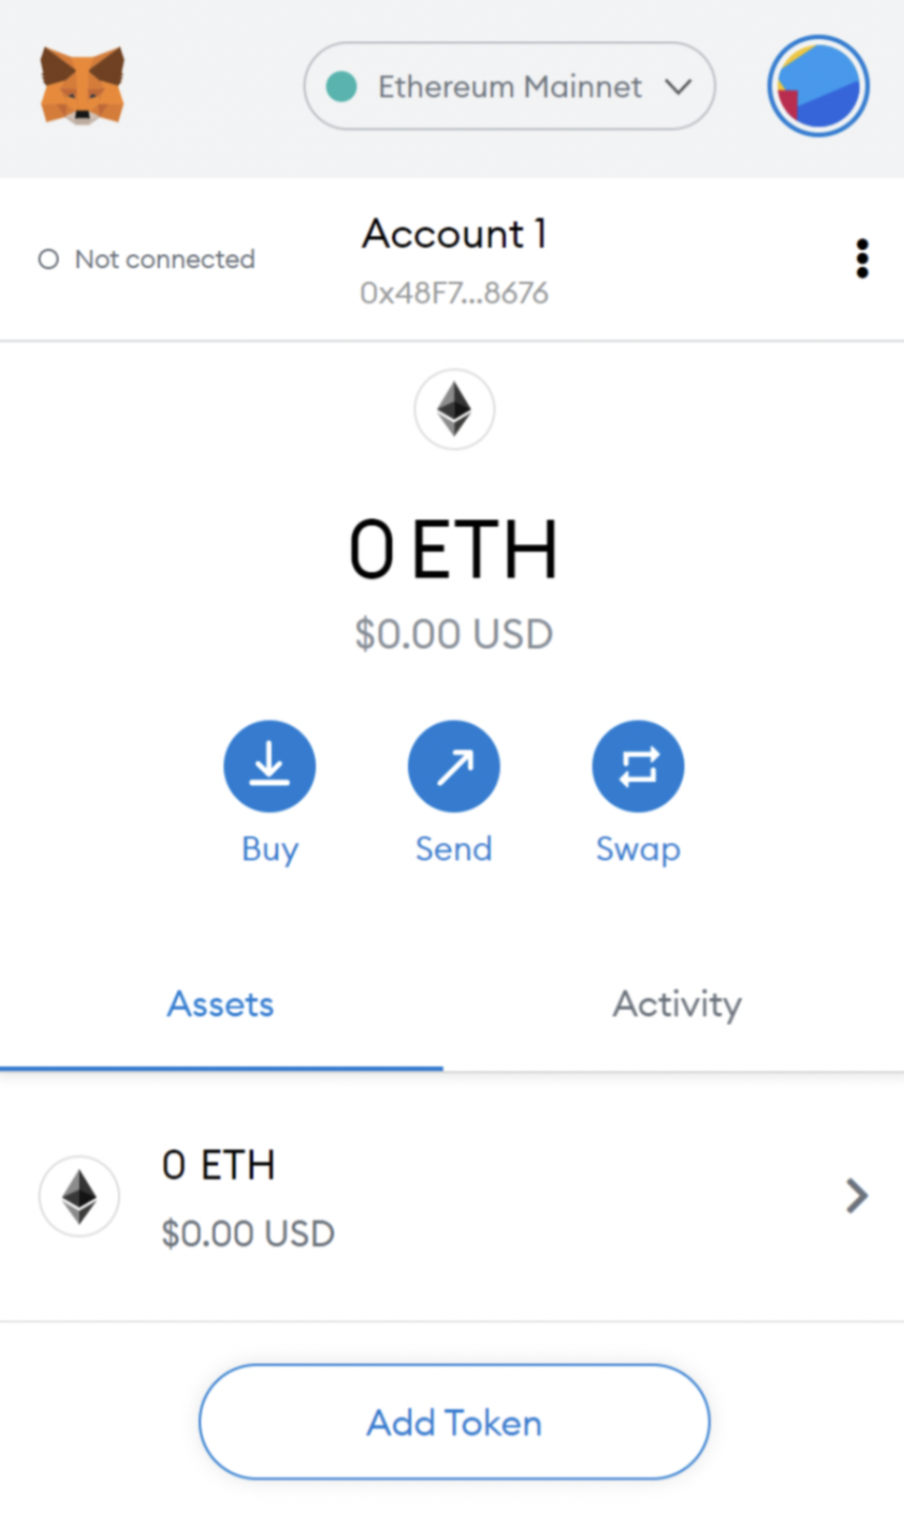 Ethereum Mainnet
Not connected
Account 1
0x48F7...8676
0 ETH
$0.00 USD
Buy
Send
Swap
Assets
Activity
0 ETH
$0.00 USD
Add Token